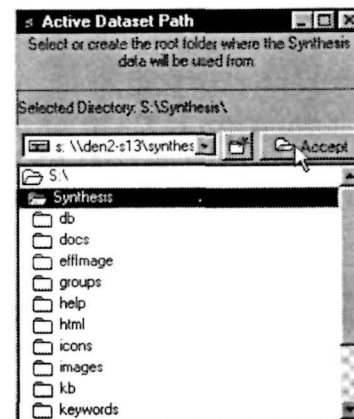 s Active Dataset Path
Select or create the root folder where the Synthesis
data will be used from.
Selected Directory: S:\Synthesis\
s: \\den2-s13\synthes
Accept
S:\
Synthesis
db
docs
effImage
groups
help
html
icons
images
kb
keywords